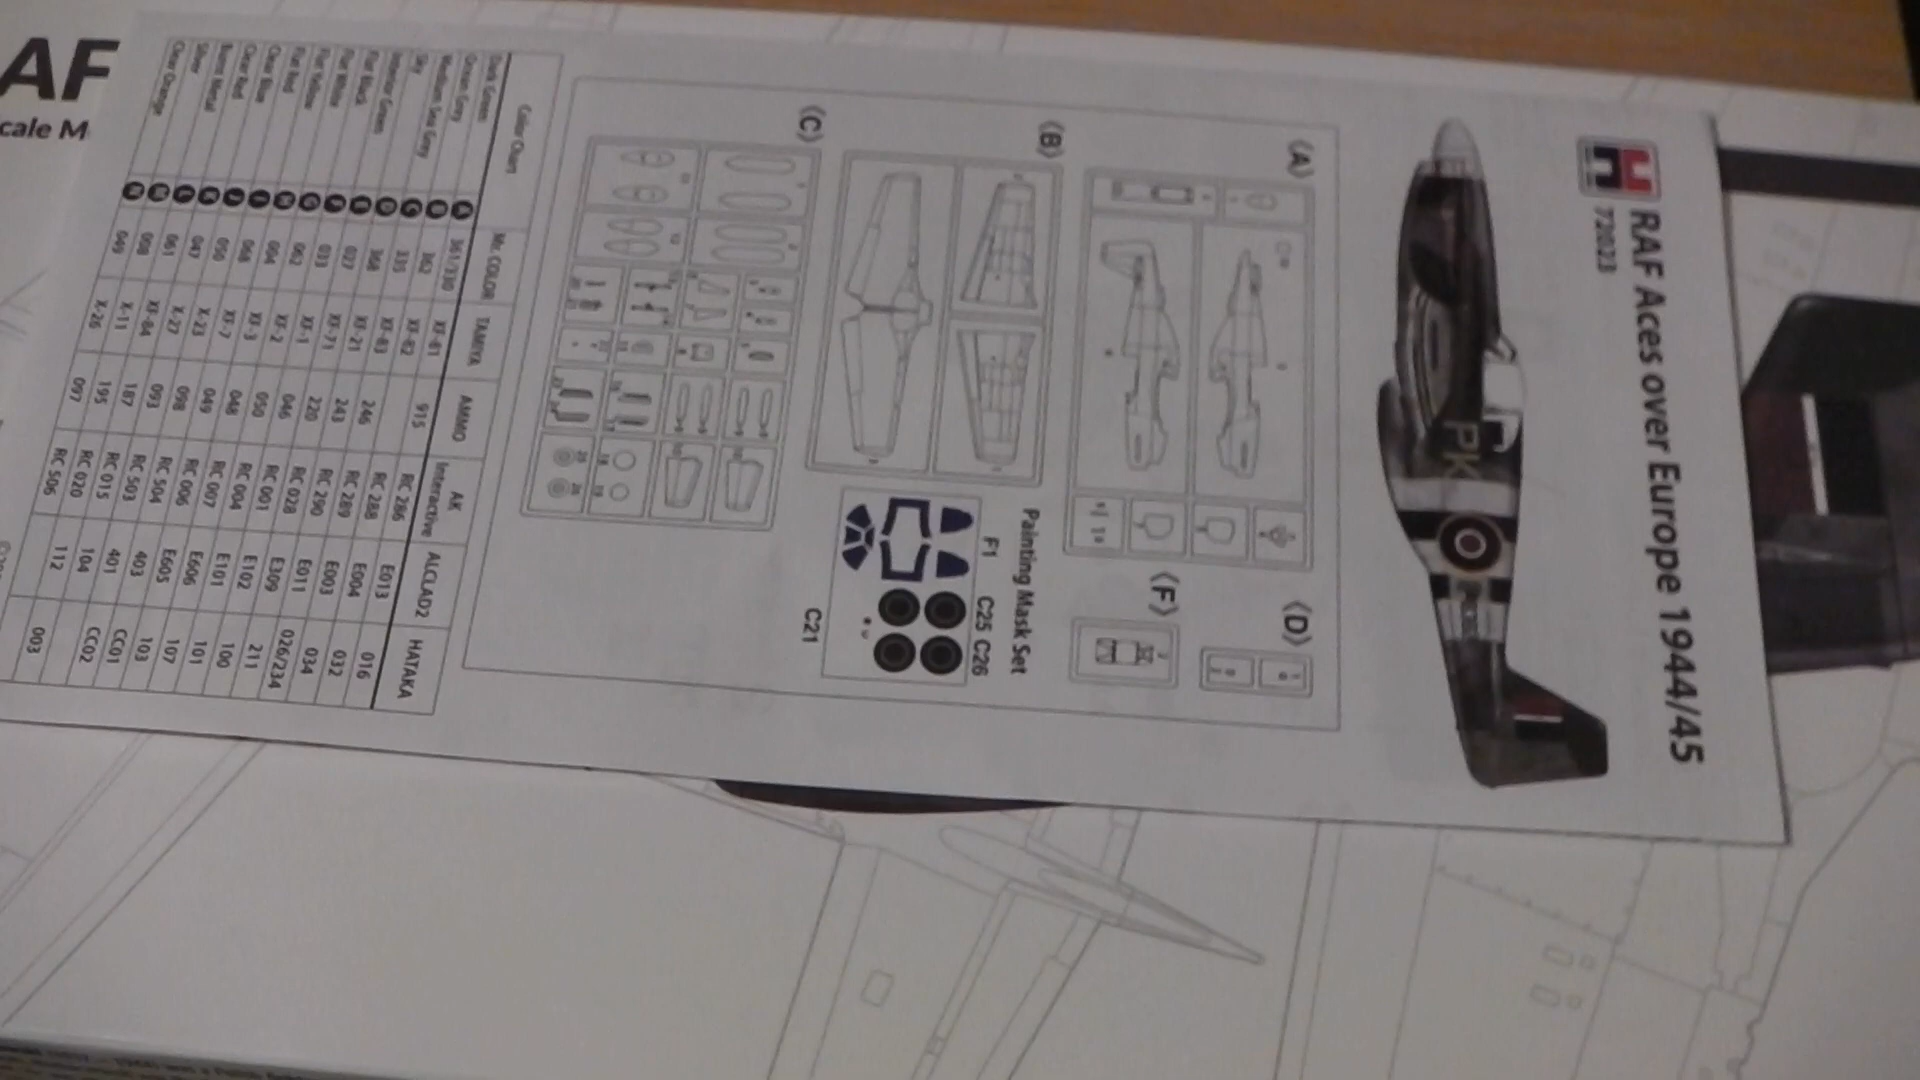 AF
cale M
RAF Aces over Europe 1944/45
72023
PK
(A)
(D)
(B)
(F)
(C)
Painting Mask Set
F1 C25 C26
C21
Color Chart Mr. COLOR TAMIYA AMMO AK Interactive ALCLAD2 HATAKA
Dark Green A 361/330 XF-81 915 RC 286 E013 016
Ocean Grey B 362 XF-82 RC 288 E004 032
Medium Sea Grey C 335 XF-83 246 RC 289 E003 034
Sky D 368 XF-21 243 RC 290 E011 026/234
Interior Green E 027 XF-71 220 RC 028 E309 211
Flat Black F 033 XF-1 046 RC 001 E102 100
Flat White G 062 XF-2 050 RC 004 E101 101
Flat Yellow H 004 XF-3 048 RC 007 E606 107
Flat Red I 068 XF-7 049 RC 006 E605 103
Clear Blue J 050 X-23 098 RC 504 403 CC01
Clear Red K 047 X-27 093 RC 503 401 CC02
Burnt Metal L 061 XF-84 187 RC 015 104
Silver M 008 X-11 195 RC 020 112 003
Clear Orange N 049 X-26 097 RC 506